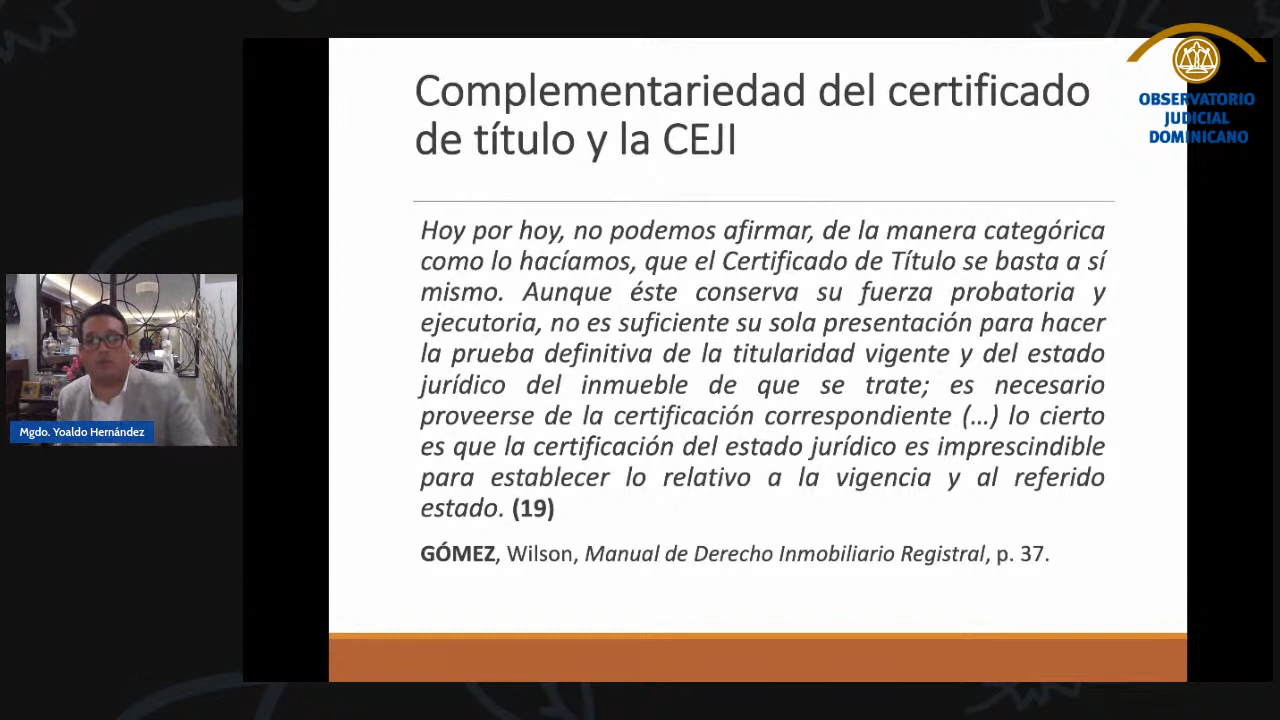 Complementariedad del certificado
de título y la CEJI
OBSERVATORIO
JUDICIAL
DOMINICANO
Hoy por hoy, no podemos afirmar, de la manera categórica
como lo hacíamos, que el Certificado de Título se basta a sí
mismo. Aunque éste conserva su fuerza probatoria y
ejecutoria, no es suficiente su sola presentación para hacer
la prueba definitiva de la titularidad vigente y del estado
jurídico del inmueble de que se trate; es necesario
proveerse de la certificación correspondiente (...) lo cierto
es que la certificación del estado jurídico es imprescindible
para establecer lo relativo a la vigencia y al referido
estado. (19)
GÓMEZ, Wilson, Manual de Derecho Inmobiliario Registral, p. 37.
Mgdo. Yoaldo Hernández